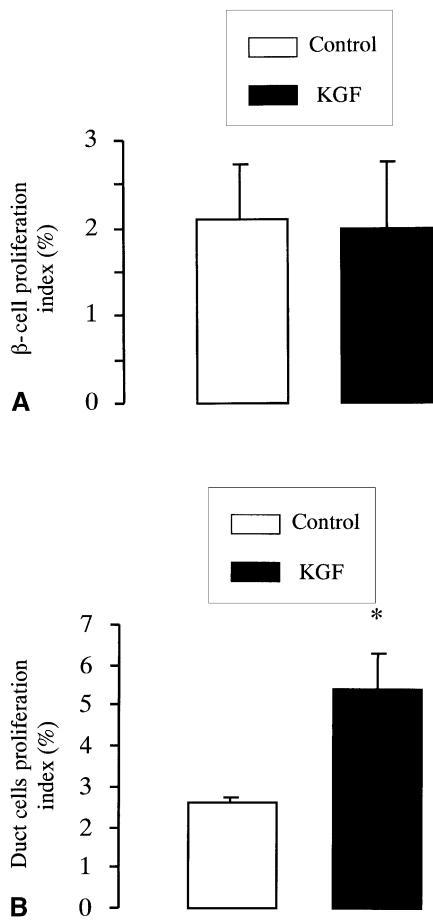 Control
KGF
3
2
1
0
β-cell proliferation
index (%)
A
Control
KGF
*
7
6
5
4
3
2
1
0
Duct cells proliferation
index (%)
B